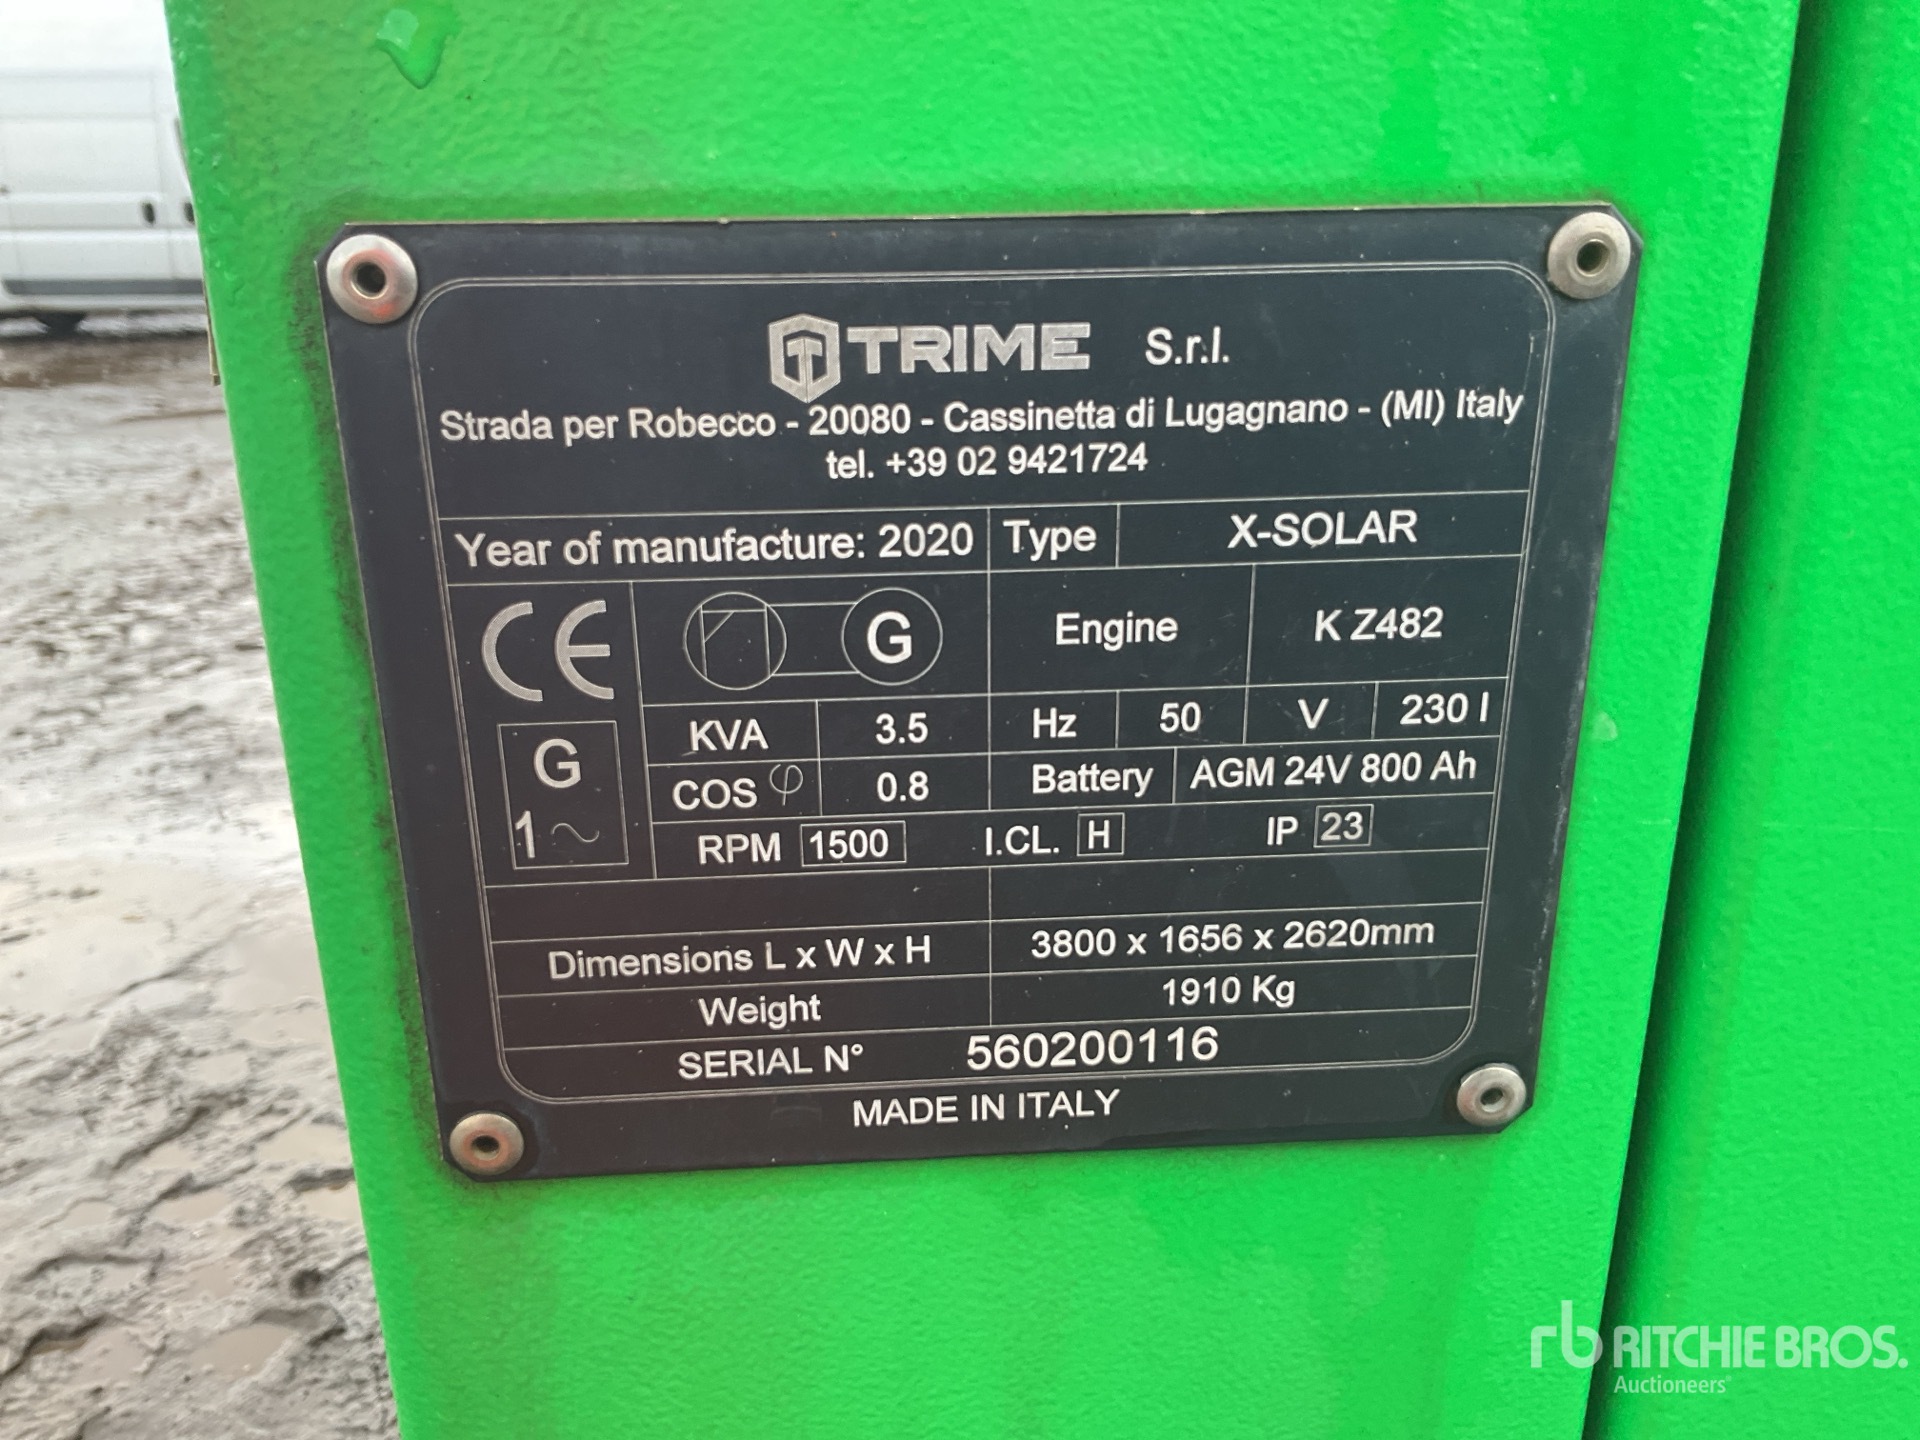 TRIME S.r.l.
Strada per Robecco - 20080 - Cassinetta di Lugagnano - (MI) Italy
tel. +39 02 9421724
Year of manufacture: 2020 Type X-SOLAR
CE G Engine K Z482
KVA 3.5 Hz 50 V 230 I
G COS φ 0.8 Battery AGM 24V 800 Ah
1~ RPM 1500 I.CL. H IP 23
Dimensions L x W x H 3800 x 1656 x 2620mm
Weight 1910 Kg
SERIAL N° 560200116
MADE IN ITALY
rb RITCHIE BROS.
Auctioneers